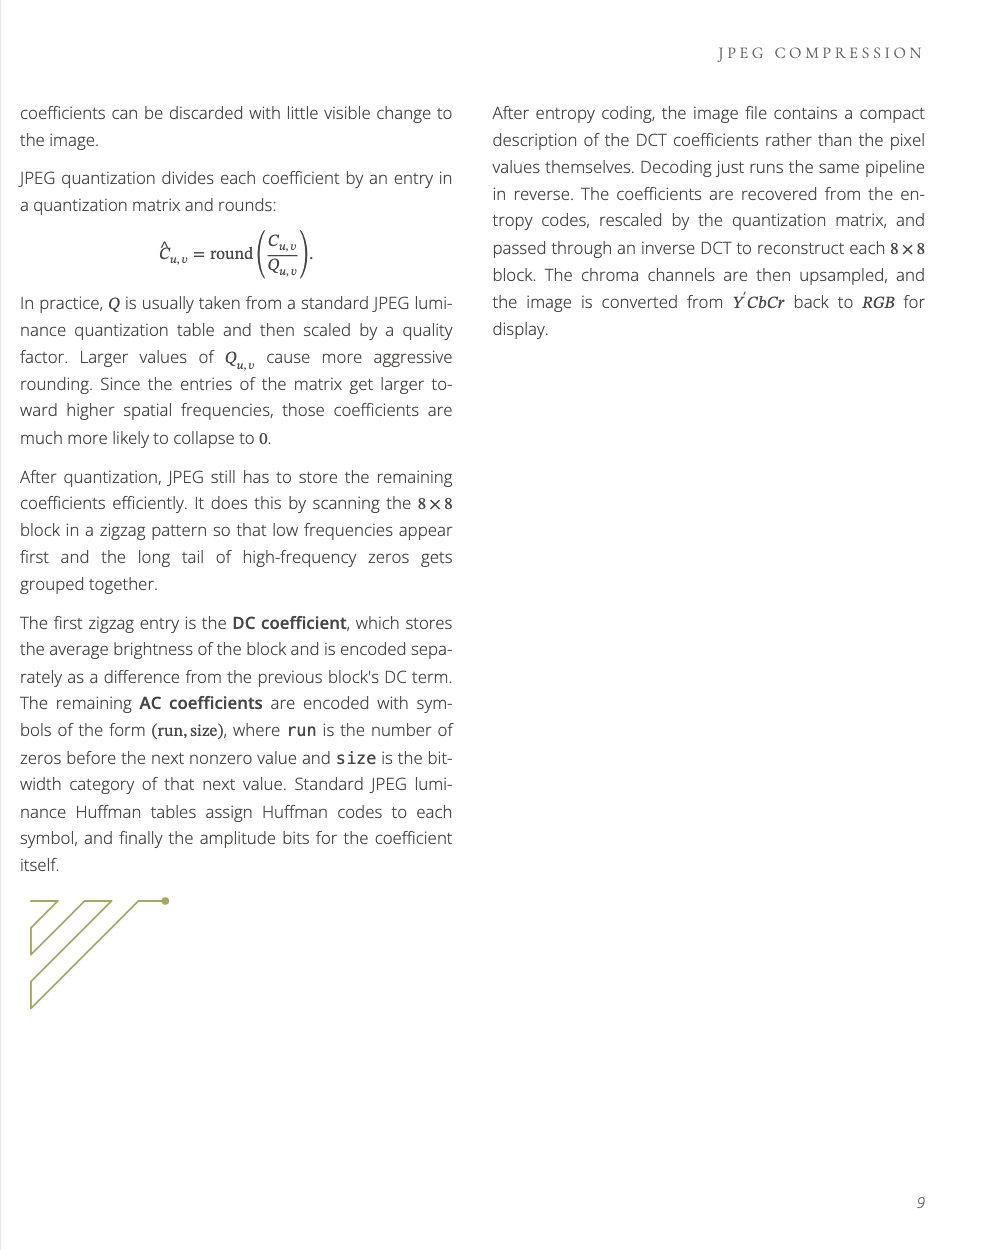 JPEG COMPRESSION
coefficients can be discarded with little visible change to
the image.
JPEG quantization divides each coefficient by an entry in
a quantization matrix and rounds:
Ĉu,v = round(Cu,v / Qu,v).
In practice, Q is usually taken from a standard JPEG lumi-
nance quantization table and then scaled by a quality
factor. Larger values of Qu,v cause more aggressive
rounding. Since the entries of the matrix get larger to-
ward higher spatial frequencies, those coefficients are
much more likely to collapse to 0.
After quantization, JPEG still has to store the remaining
coefficients efficiently. It does this by scanning the 8 × 8
block in a zigzag pattern so that low frequencies appear
first and the long tail of high-frequency zeros gets
grouped together.
The first zigzag entry is the DC coefficient, which stores
the average brightness of the block and is encoded sepa-
rately as a difference from the previous block's DC term.
The remaining AC coefficients are encoded with sym-
bols of the form (run, size), where run is the number of
zeros before the next nonzero value and size is the bit-
width category of that next value. Standard JPEG lumi-
nance Huffman tables assign Huffman codes to each
symbol, and finally the amplitude bits for the coefficient
itself.
After entropy coding, the image file contains a compact
description of the DCT coefficients rather than the pixel
values themselves. Decoding just runs the same pipeline
in reverse. The coefficients are recovered from the en-
tropy codes, rescaled by the quantization matrix, and
passed through an inverse DCT to reconstruct each 8 × 8
block. The chroma channels are then upsampled, and
the image is converted from Y′CbCr back to RGB for
display.
9